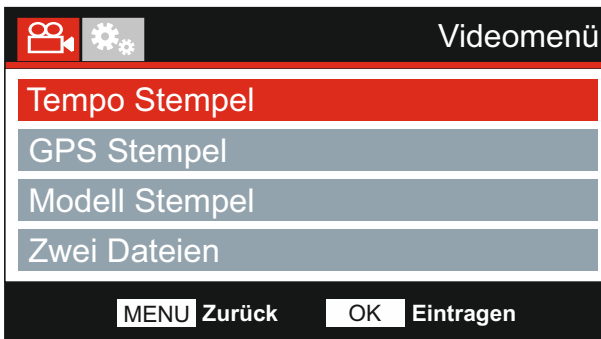 Videomenü
Tempo Stempel
GPS Stempel
Modell Stempel
Zwei Dateien
MENU Zurück OK Eintragen